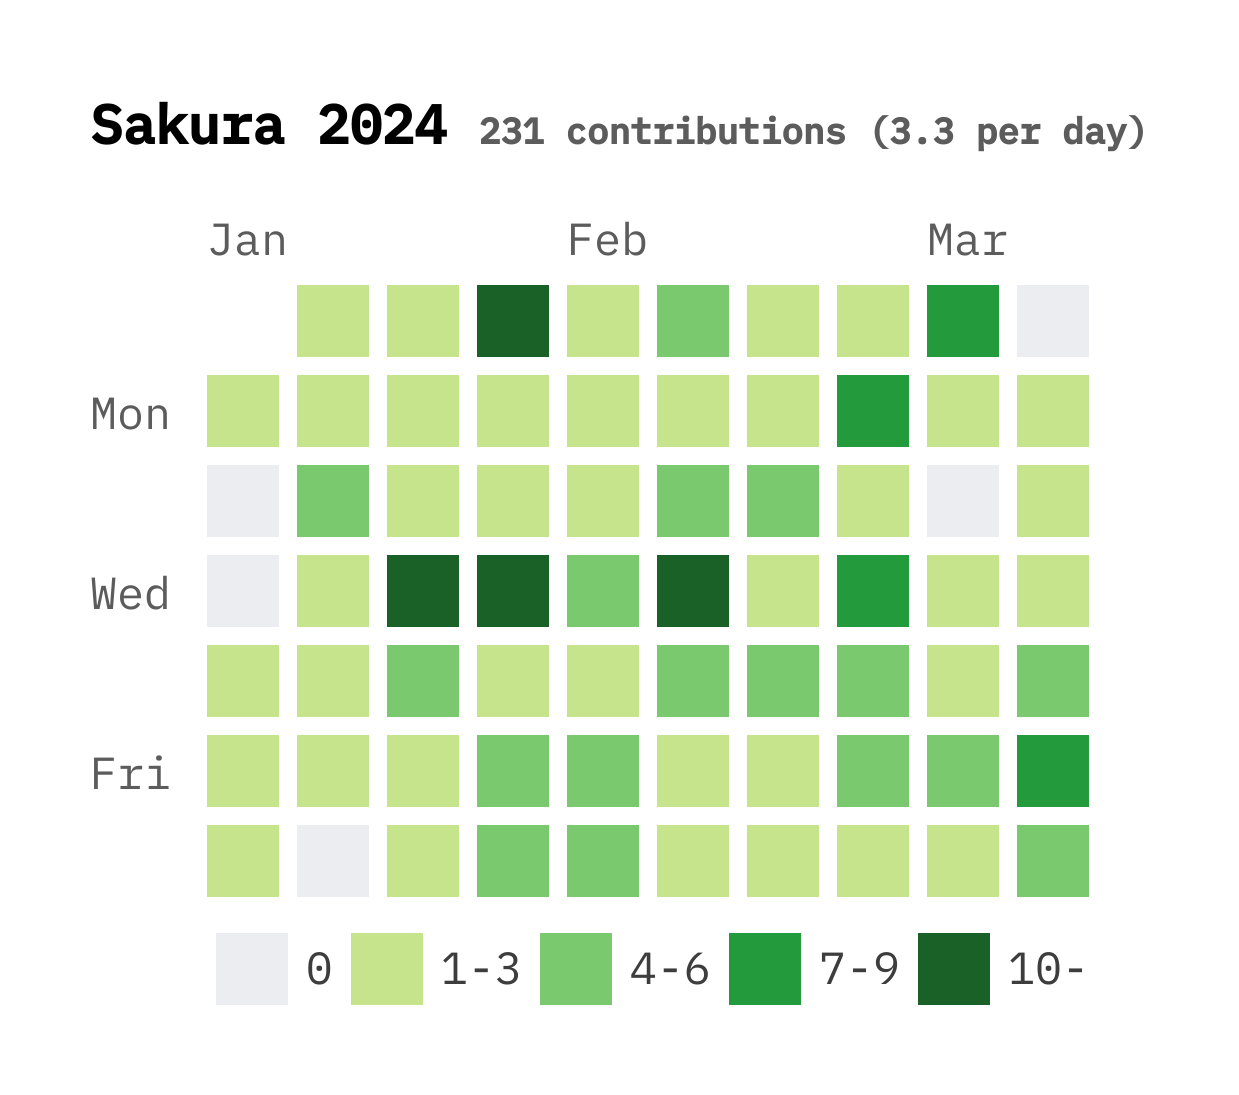 Sakura 2024 231 contributions (3.3 per day)
Jan Feb Mar
Mon
Wed
Fri
0 1-3 4-6 7-9 10-